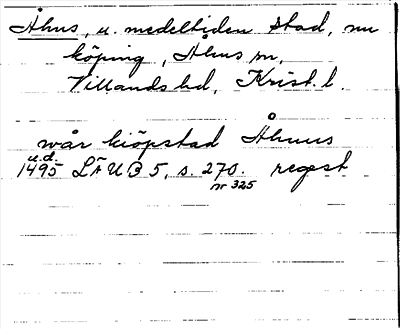 Åhus, u. medeltiden stad, nu
köping, Åhus sn,
Villands hd, Krist. l.
wår kiöpstad Åhuus
u.d.
1495 LÄUB 5, s. 270. regest
nr 325